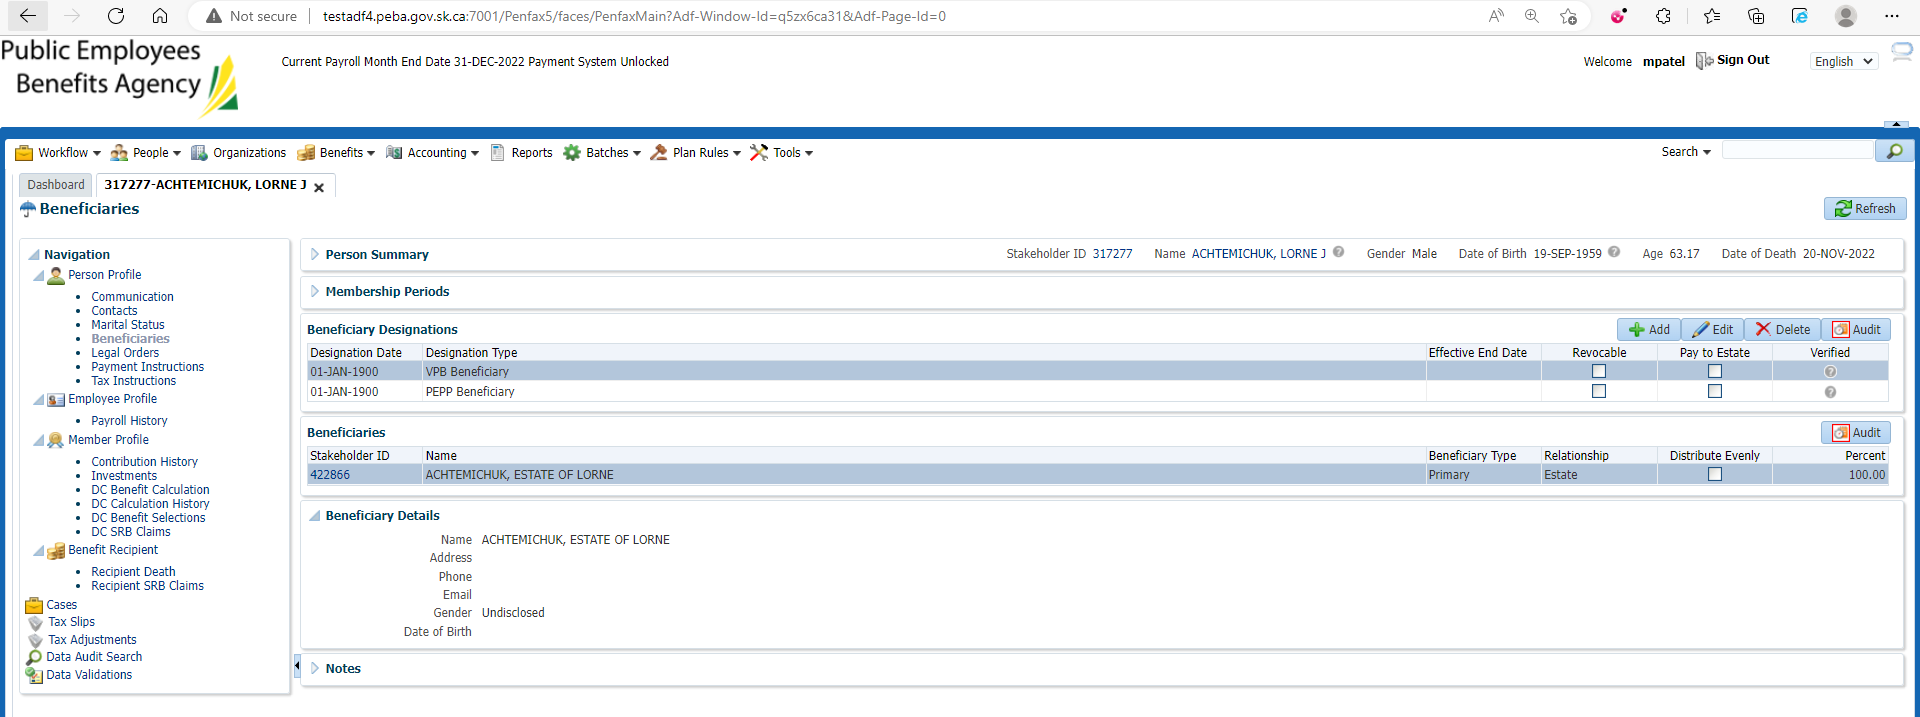 Not secure | testadf4.peba.gov.sk.ca:7001/Penfax5/faces/PenfaxMain?Adf-Window-Id=q5zx6ca31&Adf-Page-Id=0
Public Employees
Benefits Agency
Current Payroll Month End Date 31-DEC-2022 Payment System Unlocked
Welcome mpatel Sign Out English
Workflow People Organizations Benefits Accounting Reports Batches Plan Rules Tools Search
Dashboard 317277-ACHTEMICHUK, LORNE J
Beneficiaries
Refresh
Navigation
Person Profile
Communication
Contacts
Marital Status
Beneficiaries
Legal Orders
Payment Instructions
Tax Instructions
Employee Profile
Payroll History
Member Profile
Contribution History
Investments
DC Benefit Calculation
DC Calculation History
DC Benefit Selections
DC SRB Claims
Benefit Recipient
Recipient Death
Recipient SRB Claims
Cases
Tax Slips
Tax Adjustments
Data Audit Search
Data Validations
Person Summary Stakeholder ID 317277 Name ACHTEMICHUK, LORNE J Gender Male Date of Birth 19-SEP-1959 Age 63.17 Date of Death 20-NOV-2022
Membership Periods
Beneficiary Designations Add Edit Delete Audit
Designation Date Designation Type Effective End Date Revocable Pay to Estate Verified
01-JAN-1900 VPB Beneficiary
01-JAN-1900 PEPP Beneficiary
Beneficiaries Audit
Stakeholder ID Name Beneficiary Type Relationship Distribute Evenly Percent
422866 ACHTEMICHUK, ESTATE OF LORNE Primary Estate 100.00
Beneficiary Details
Name ACHTEMICHUK, ESTATE OF LORNE
Address
Phone
Email
Gender Undisclosed
Date of Birth
Notes